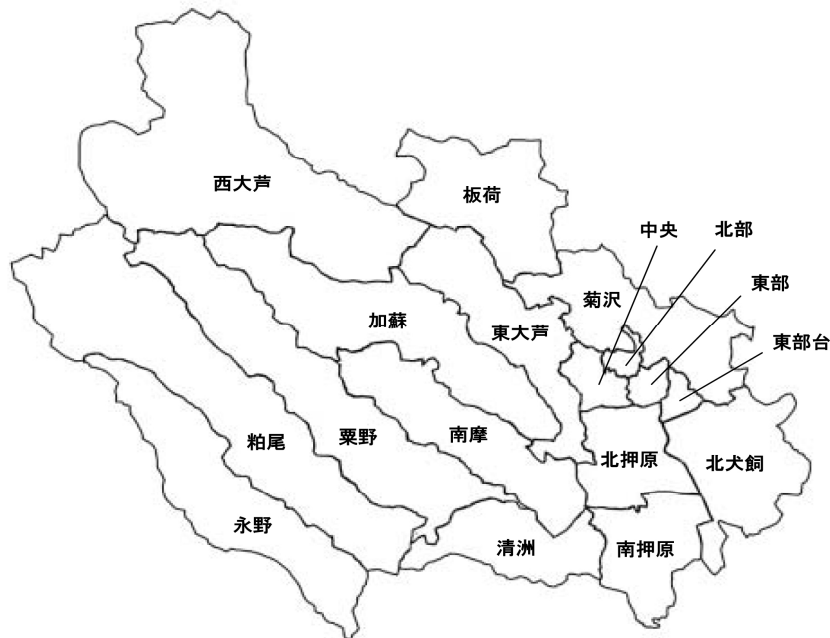 西大芦
板荷
中央
北部
菊沢
東部
加蘇
東大芦
東部台
粕尾
粟野
南摩
北押原
北犬飼
永野
清洲
南押原